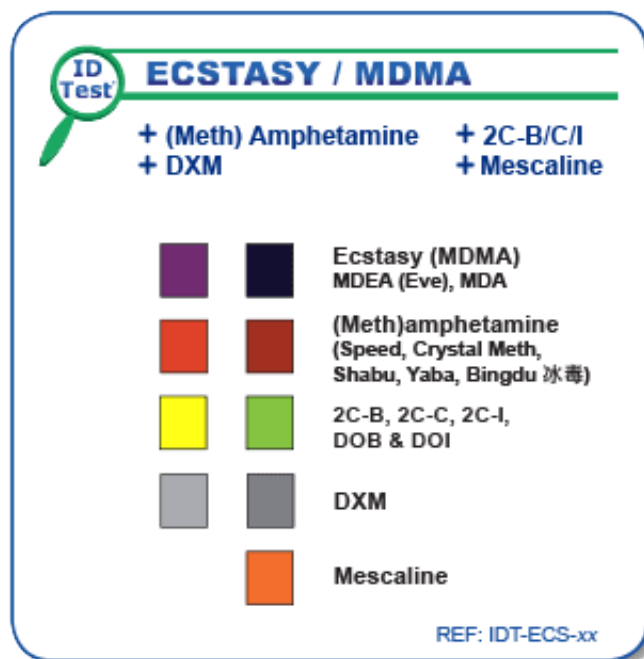 ID
Test
ECSTASY / MDMA
+ (Meth) Amphetamine + 2C-B/C/I
+ DXM + Mescaline
Ecstasy (MDMA)
MDEA (Eve), MDA
(Meth)amphetamine
(Speed, Crystal Meth,
Shabu, Yaba, Bingdu 冰毒)
2C-B, 2C-C, 2C-I,
DOB & DOI
DXM
Mescaline
REF: IDT-ECS-xx